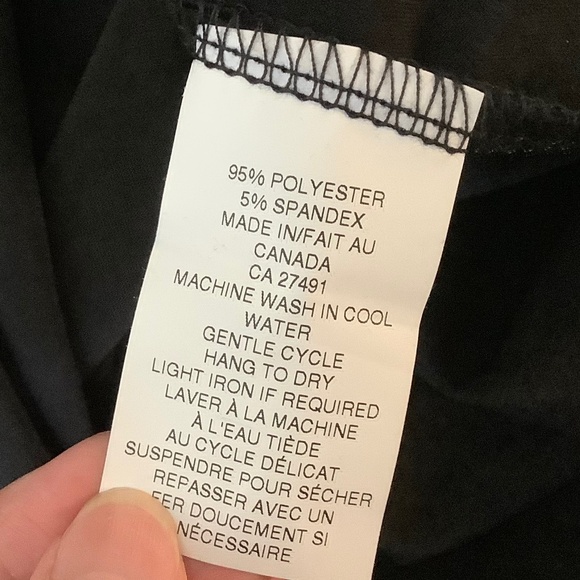 95% POLYESTER
5% SPANDEX
MADE IN/FAIT AU
CANADA
CA 27491
MACHINE WASH IN COOL
WATER
GENTLE CYCLE
HANG TO DRY
LIGHT IRON IF REQUIRED
LAVER À LA MACHINE
À L'EAU TIÈDE
AU CYCLE DÉLICAT
SUSPENDRE POUR SÉCHER
REPASSER AVEC UN
FER DOUCEMENT SI
NÉCESSAIRE